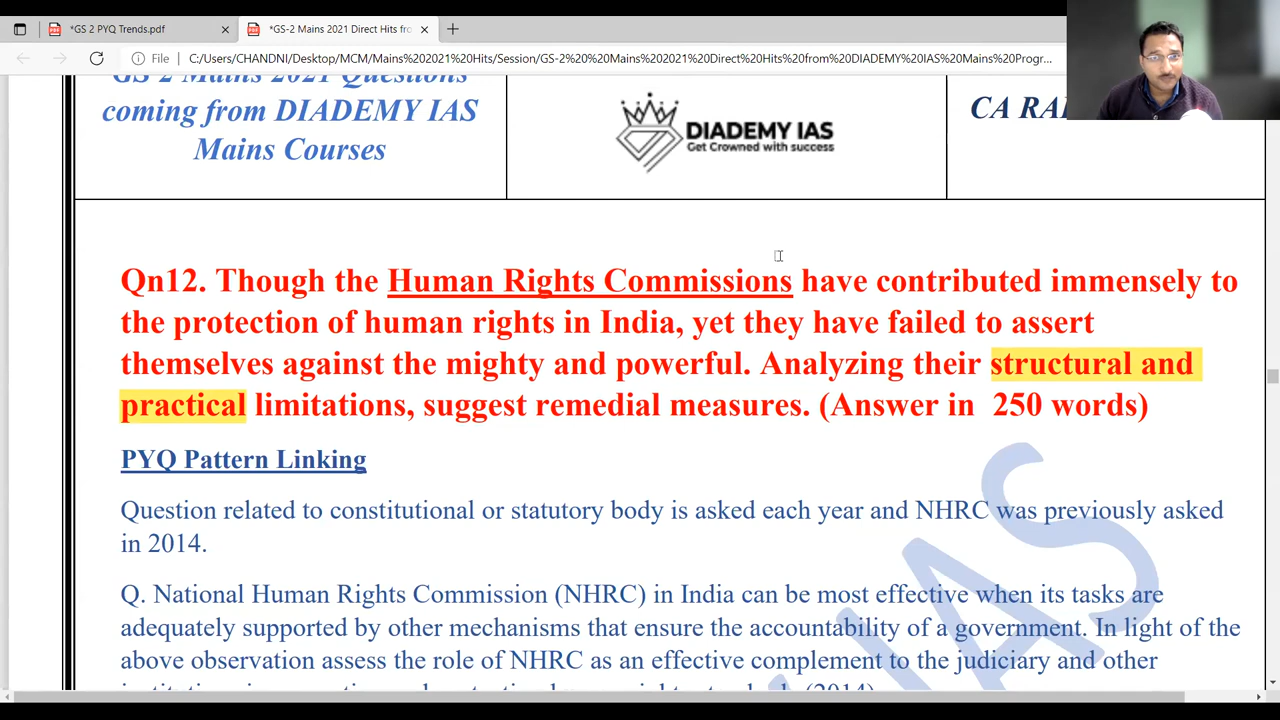 *GS 2 PYQ Trends.pdf
*GS-2 Mains 2021 Direct Hits fro
File
C:/Users/CHANDNI/Desktop/MCM/Mains%202021%20Hits/Session/GS-2%20%20Mains%202021%20Direct%20Hits%20from%20DIADEMY%20IAS%20Mains%20Progr...
GS-2 Mains 2021 Questions
coming from DIADEMY IAS
Mains Courses
DIADEMY IAS
Get Crowned with success
CA
Qn12. Though the Human Rights Commissions have contributed immensely to
the protection of human rights in India, yet they have failed to assert
themselves against the mighty and powerful. Analyzing their structural and
practical limitations, suggest remedial measures. (Answer in 250 words)
PYQ Pattern Linking
Question related to constitutional or statutory body is asked each year and NHRC was previously asked
in 2014.
Q. National Human Rights Commission (NHRC) in India can be most effective when its tasks are
adequately supported by other mechanisms that ensure the accountability of a government. In light of the
above observation assess the role of NHRC as an effective complement to the judiciary and other
IAS